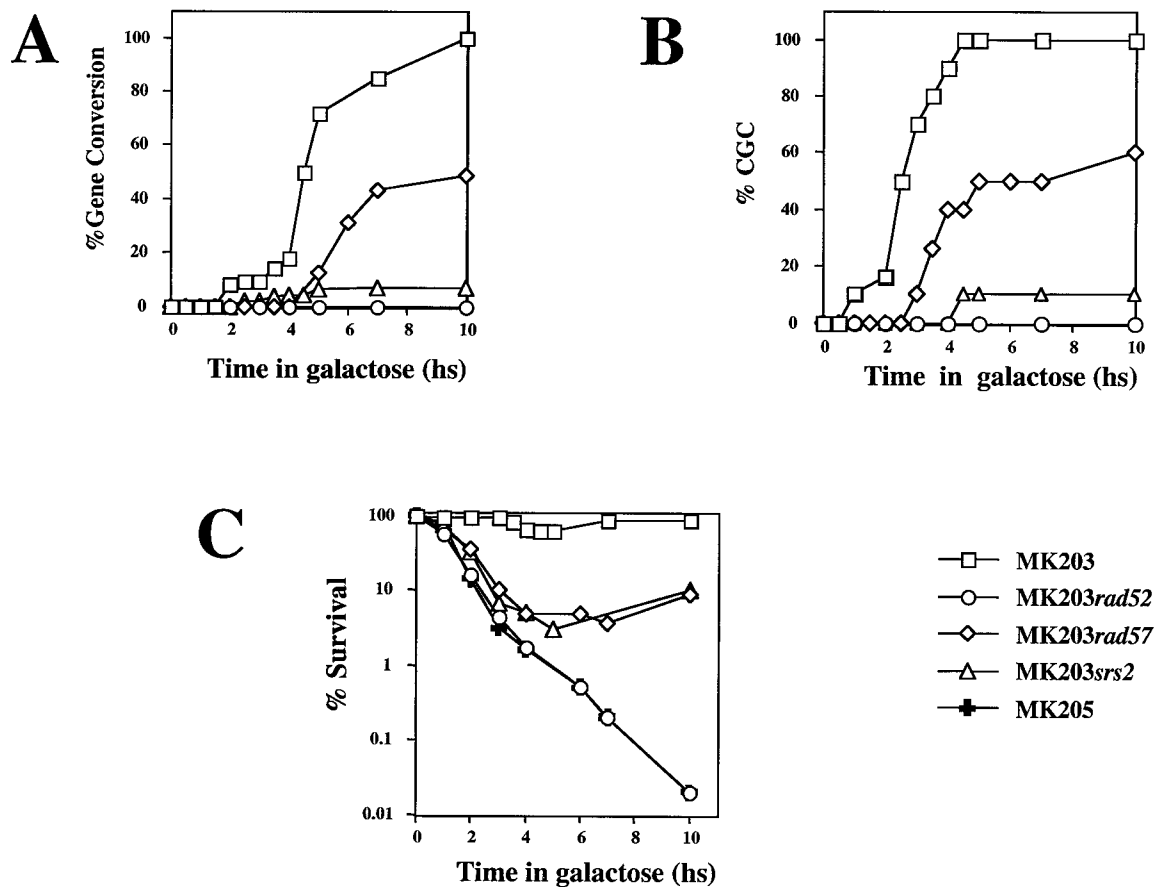 A
%Gene Conversion
100
80
60
40
20
0
0 2 4 6 8 10
Time in galactose (hs)
B
% CGC
100
80
60
40
20
0
0 2 4 6 8 10
Time in galactose (hs)
C
% Survival
100
10
1
0.1
0.01
0 2 4 6 8 10
Time in galactose (hs)
MK203
MK203rad52
MK203rad57
MK203srs2
MK205